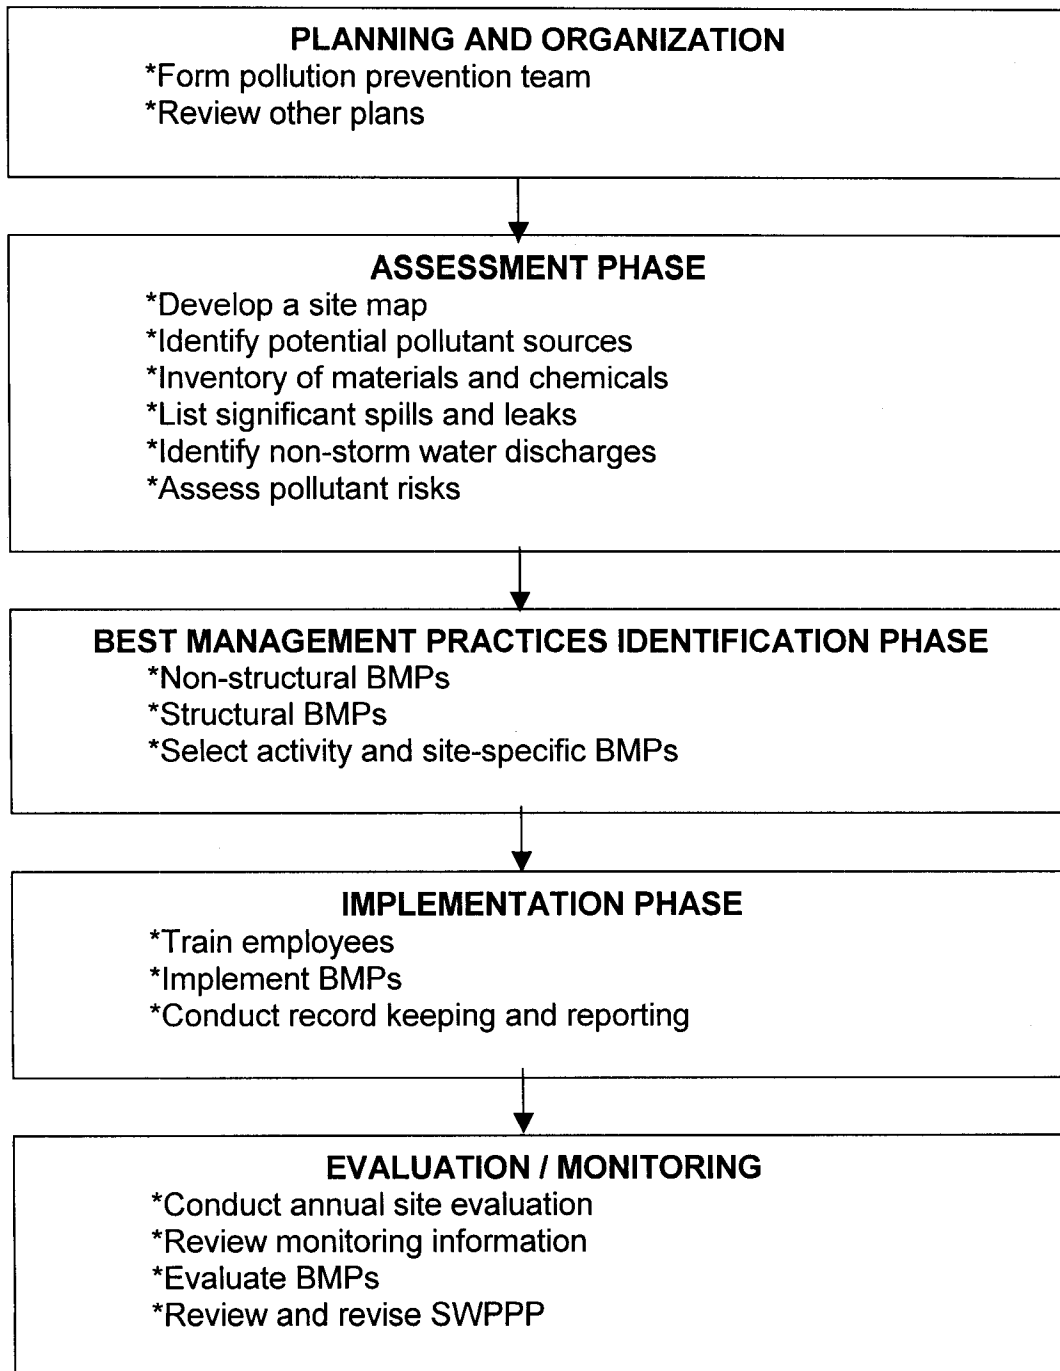 PLANNING AND ORGANIZATION
*Form pollution prevention team
*Review other plans
ASSESSMENT PHASE
*Develop a site map
*Identify potential pollutant sources
*Inventory of materials and chemicals
*List significant spills and leaks
*Identify non-storm water discharges
*Assess pollutant risks
BEST MANAGEMENT PRACTICES IDENTIFICATION PHASE
*Non-structural BMPs
*Structural BMPs
*Select activity and site-specific BMPs
IMPLEMENTATION PHASE
*Train employees
*Implement BMPs
*Conduct record keeping and reporting
EVALUATION / MONITORING
*Conduct annual site evaluation
*Review monitoring information
*Evaluate BMPs
*Review and revise SWPPP